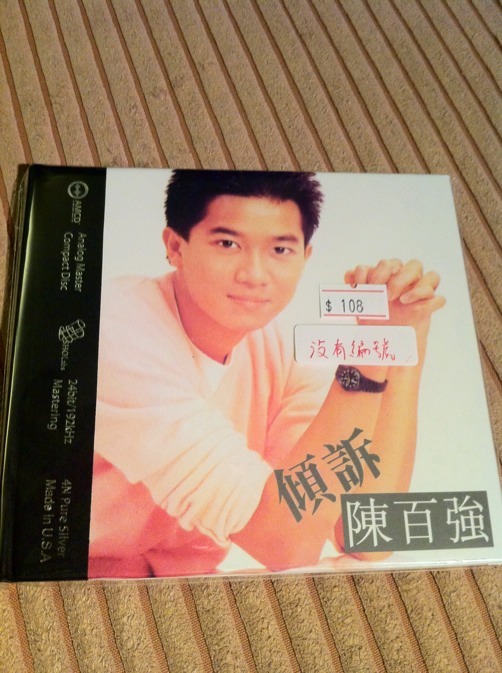 AMCD
Analog Master
Compact Disc
24bit/192kHz
Mastering
4N Pure Silver
Made in U.S.A
$ 108
没有編號。
傾訴
陳百強